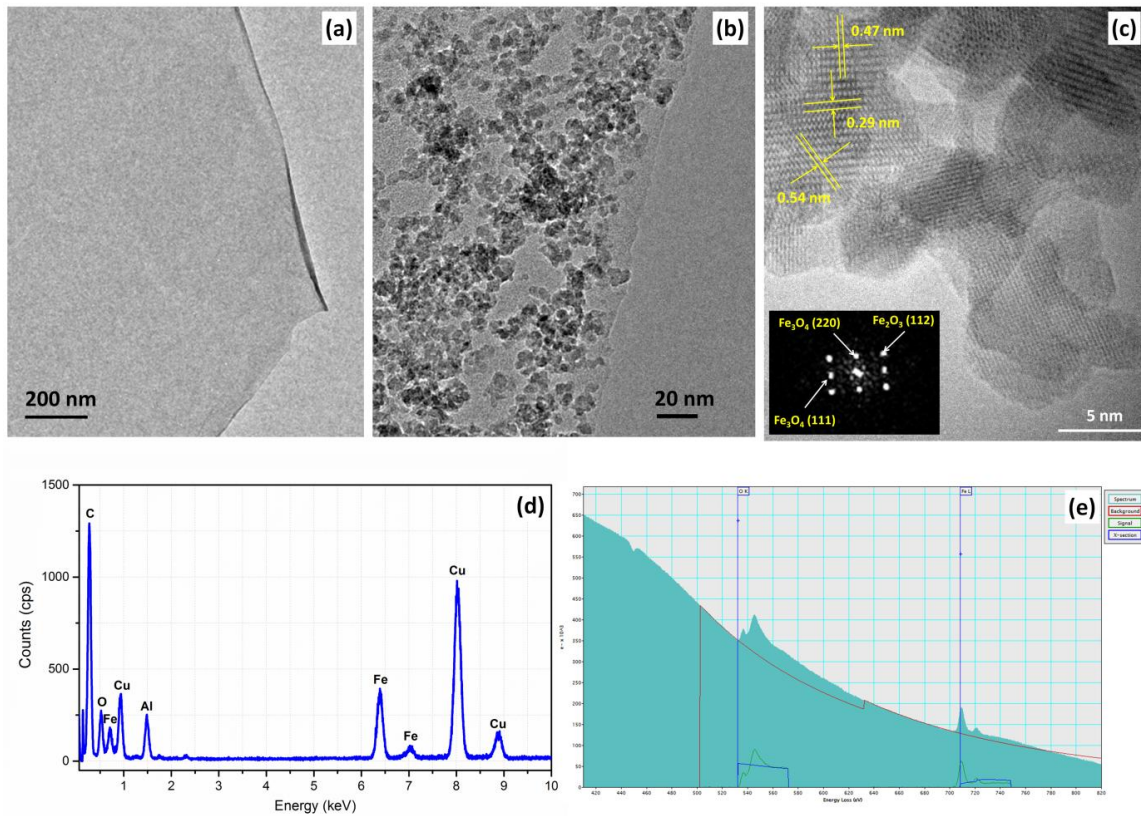 (a)
200 nm
(b)
20 nm
(c)
0.47 nm
0.29 nm
0.54 nm
Fe3O4 (220)
Fe2O3 (112)
Fe3O4 (111)
5 nm
(d)
1500
1000
500
0
Counts (cps)
C
O
Fe
Cu
Al
Fe
Fe
Cu
Cu
1 2 3 4 5 6 7 8 9 10
Energy (keV)
(e)
O K
Fe L
Spectrum
Background
Signal
X-section
700
650
600
550
500
450
400
350
300
250
200
150
100
50
0
420 440 460 480 500 520 540 560 580 600 620 640 660 680 700 720 740 760 780 800 820
Energy Loss (eV)